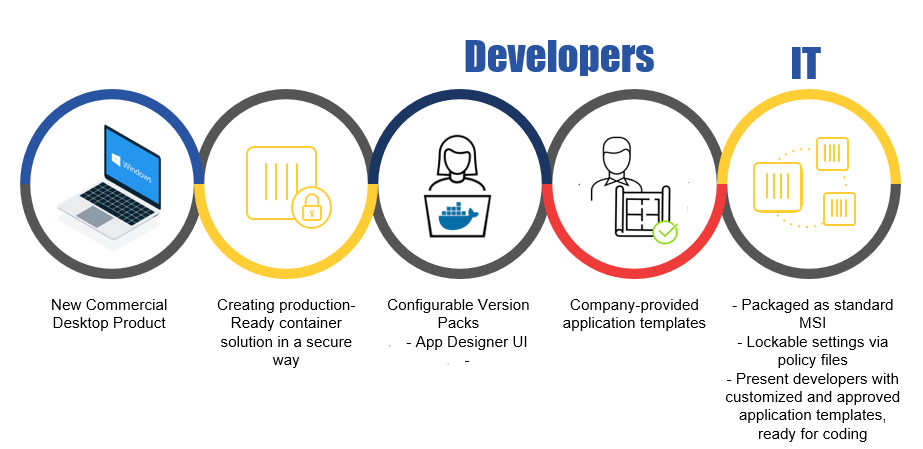 Developers
IT
Windows
New Commercial
Desktop Product
Creating production-
Ready container
solution in a secure
way
Configurable Version
Packs
. - App Designer UI
. -
Company-provided
application templates
- Packaged as standard
MSI
- Lockable settings via
policy files
- Present developers with
customized and approved
application templates,
ready for coding